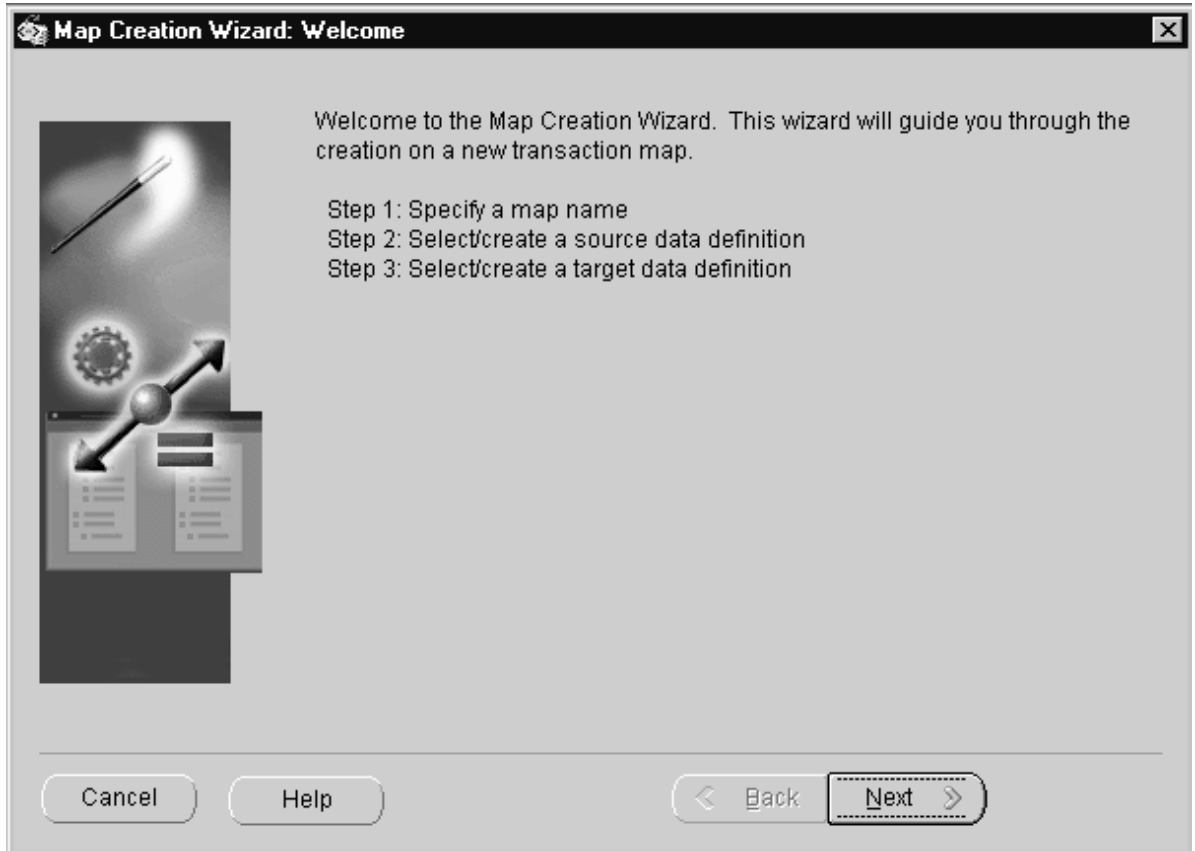 Map Creation Wizard: Welcome
Welcome to the Map Creation Wizard. This wizard will guide you through the
creation on a new transaction map.
Step 1: Specify a map name
Step 2: Select/create a source data definition
Step 3: Select/create a target data definition
Cancel
Help
Back
Next